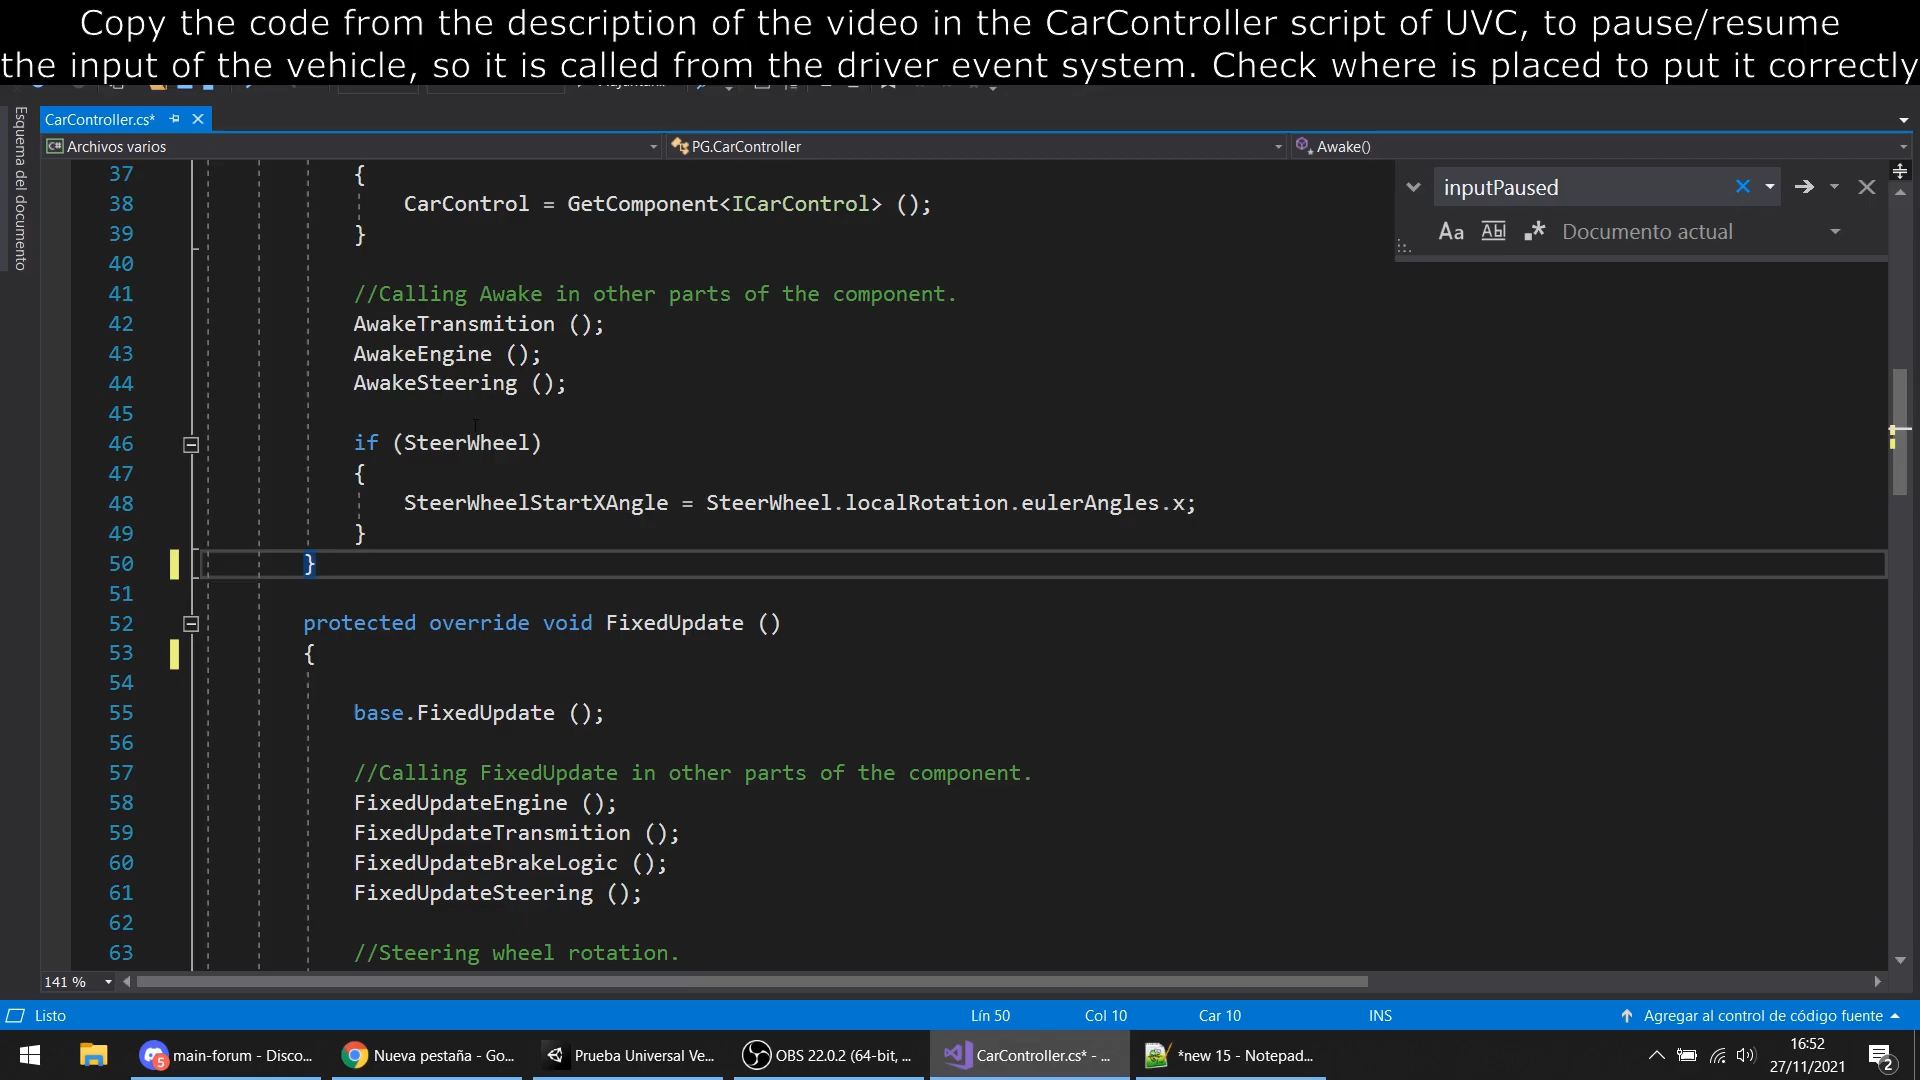 Copy the code from the description of the video in the CarController script of UVC, to pause/resume
the input of the vehicle, so it is called from the driver event system. Check where is placed to put it correctly
Esquema del documento
CarController.cs*
Archivos varios
PG.CarController
Awake()
inputPaused
Aa Abl .* Documento actual
37 {
38 CarControl = GetComponent<ICarControl> ();
39 }
40
41 //Calling Awake in other parts of the component.
42 AwakeTransmition ();
43 AwakeEngine ();
44 AwakeSteering ();
45
46 if (SteerWheel)
47 {
48 SteerWheelStartXAngle = SteerWheel.localRotation.eulerAngles.x;
49 }
50 }
51
52 protected override void FixedUpdate ()
53 {
54
55 base.FixedUpdate ();
56
57 //Calling FixedUpdate in other parts of the component.
58 FixedUpdateEngine ();
59 FixedUpdateTransmition ();
60 FixedUpdateBrakeLogic ();
61 FixedUpdateSteering ();
62
63 //Steering wheel rotation.
141 %
Listo Lín 50 Col 10 Car 10 INS Agregar al control de código fuente
5 main-forum - Disco... Nueva pestaña - Go... Prueba Universal Ve... OBS 22.0.2 (64-bit, ... CarController.cs* - ... *new 15 - Notepad... 16:52
27/11/2021 2